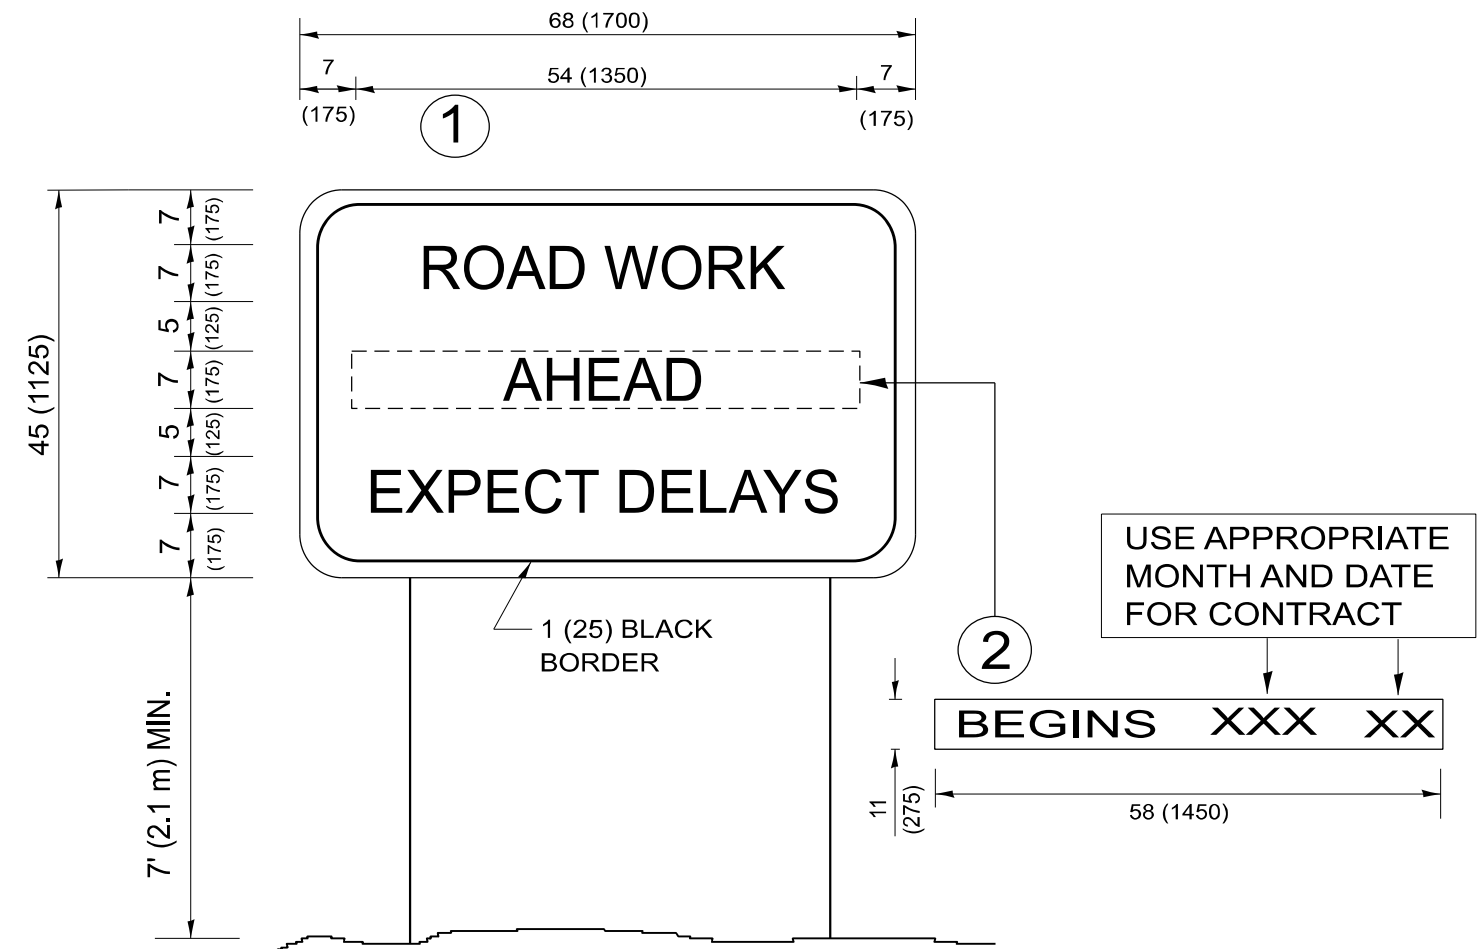 68 (1700)
7
54 (1350)
7
(175)
(175)
1
7
(175)
7
(175)
5
(125)
7
(175)
5
(125)
7
(175)
7
(175)
45 (1125)
ROAD WORK
AHEAD
EXPECT DELAYS
1 (25) BLACK
BORDER
7' (2.1 m) MIN.
USE APPROPRIATE
MONTH AND DATE
FOR CONTRACT
2
BEGINS XXX XX
11
(275)
58 (1450)